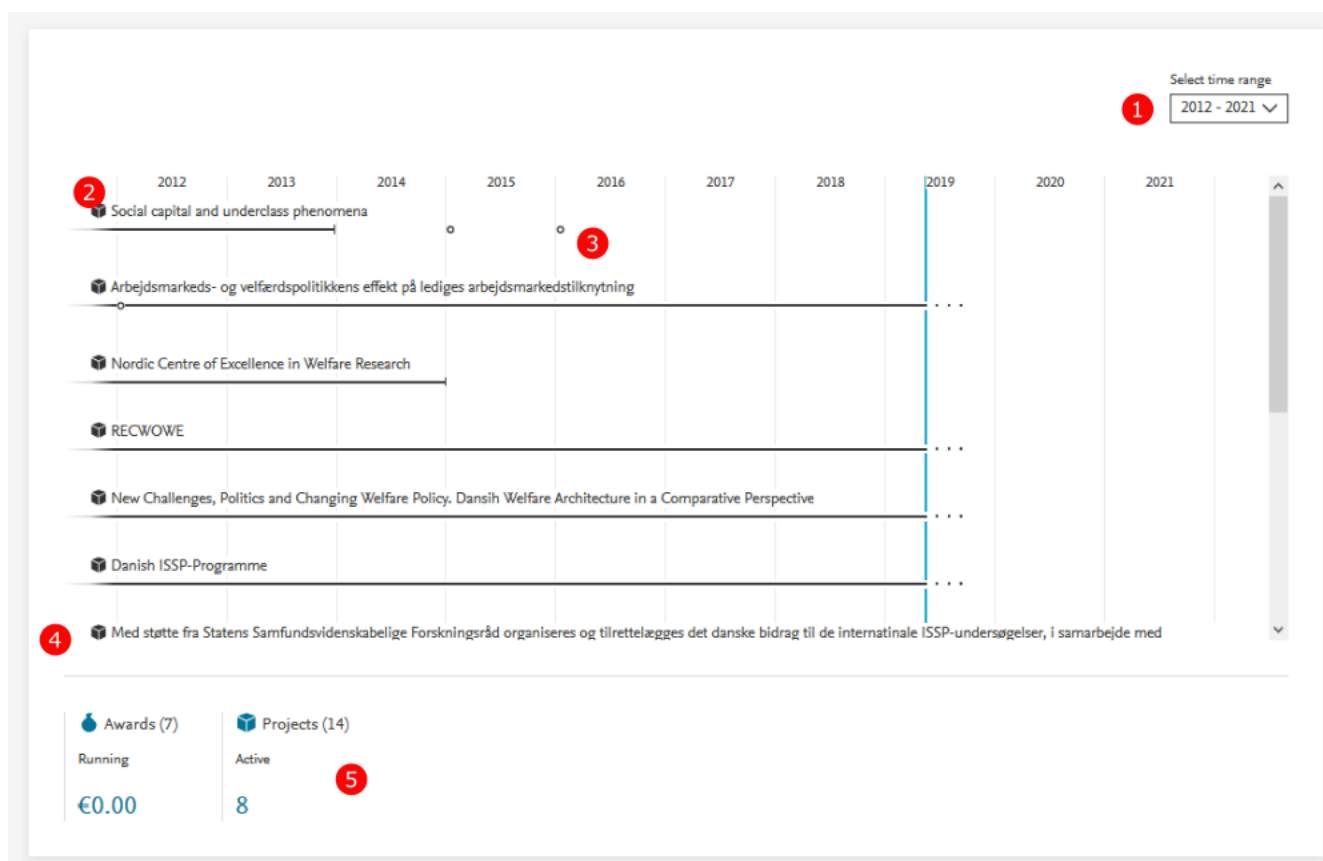 Select time range
1
2012 - 2021
2
2012 2013 2014 2015 2016 2017 2018 2019 2020 2021
Social capital and underclass phenomena
3
Arbejdsmarkeds- og velfærdspolitikkens effekt på lediges arbejdsmarkedstilknytning
Nordic Centre of Excellence in Welfare Research
RECWOWE
New Challenges, Politics and Changing Welfare Policy. Dansih Welfare Architecture in a Comparative Perspective
Danish ISSP-Programme
4
Med støtte fra Statens Samfundsvidenskabelige Forskningsråd organiseres og tilrettelægges det danske bidrag til de internatinale ISSP-undersøgelser, i samarbejde med
Awards (7) Projects (14)
Running Active
5
€0.00 8